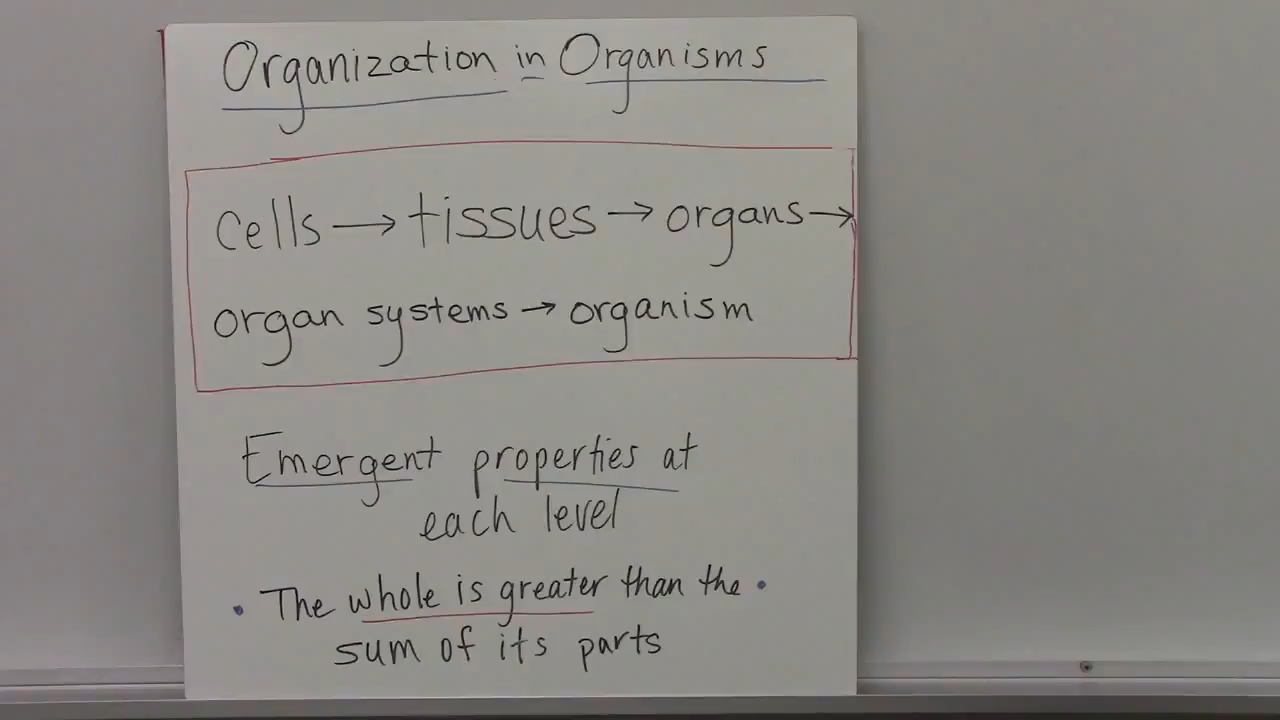 Organization in Organisms
cells → tissues → organs →
organ systems → organism
Emergent properties at
each level
• The whole is greater than the •
sum of its parts